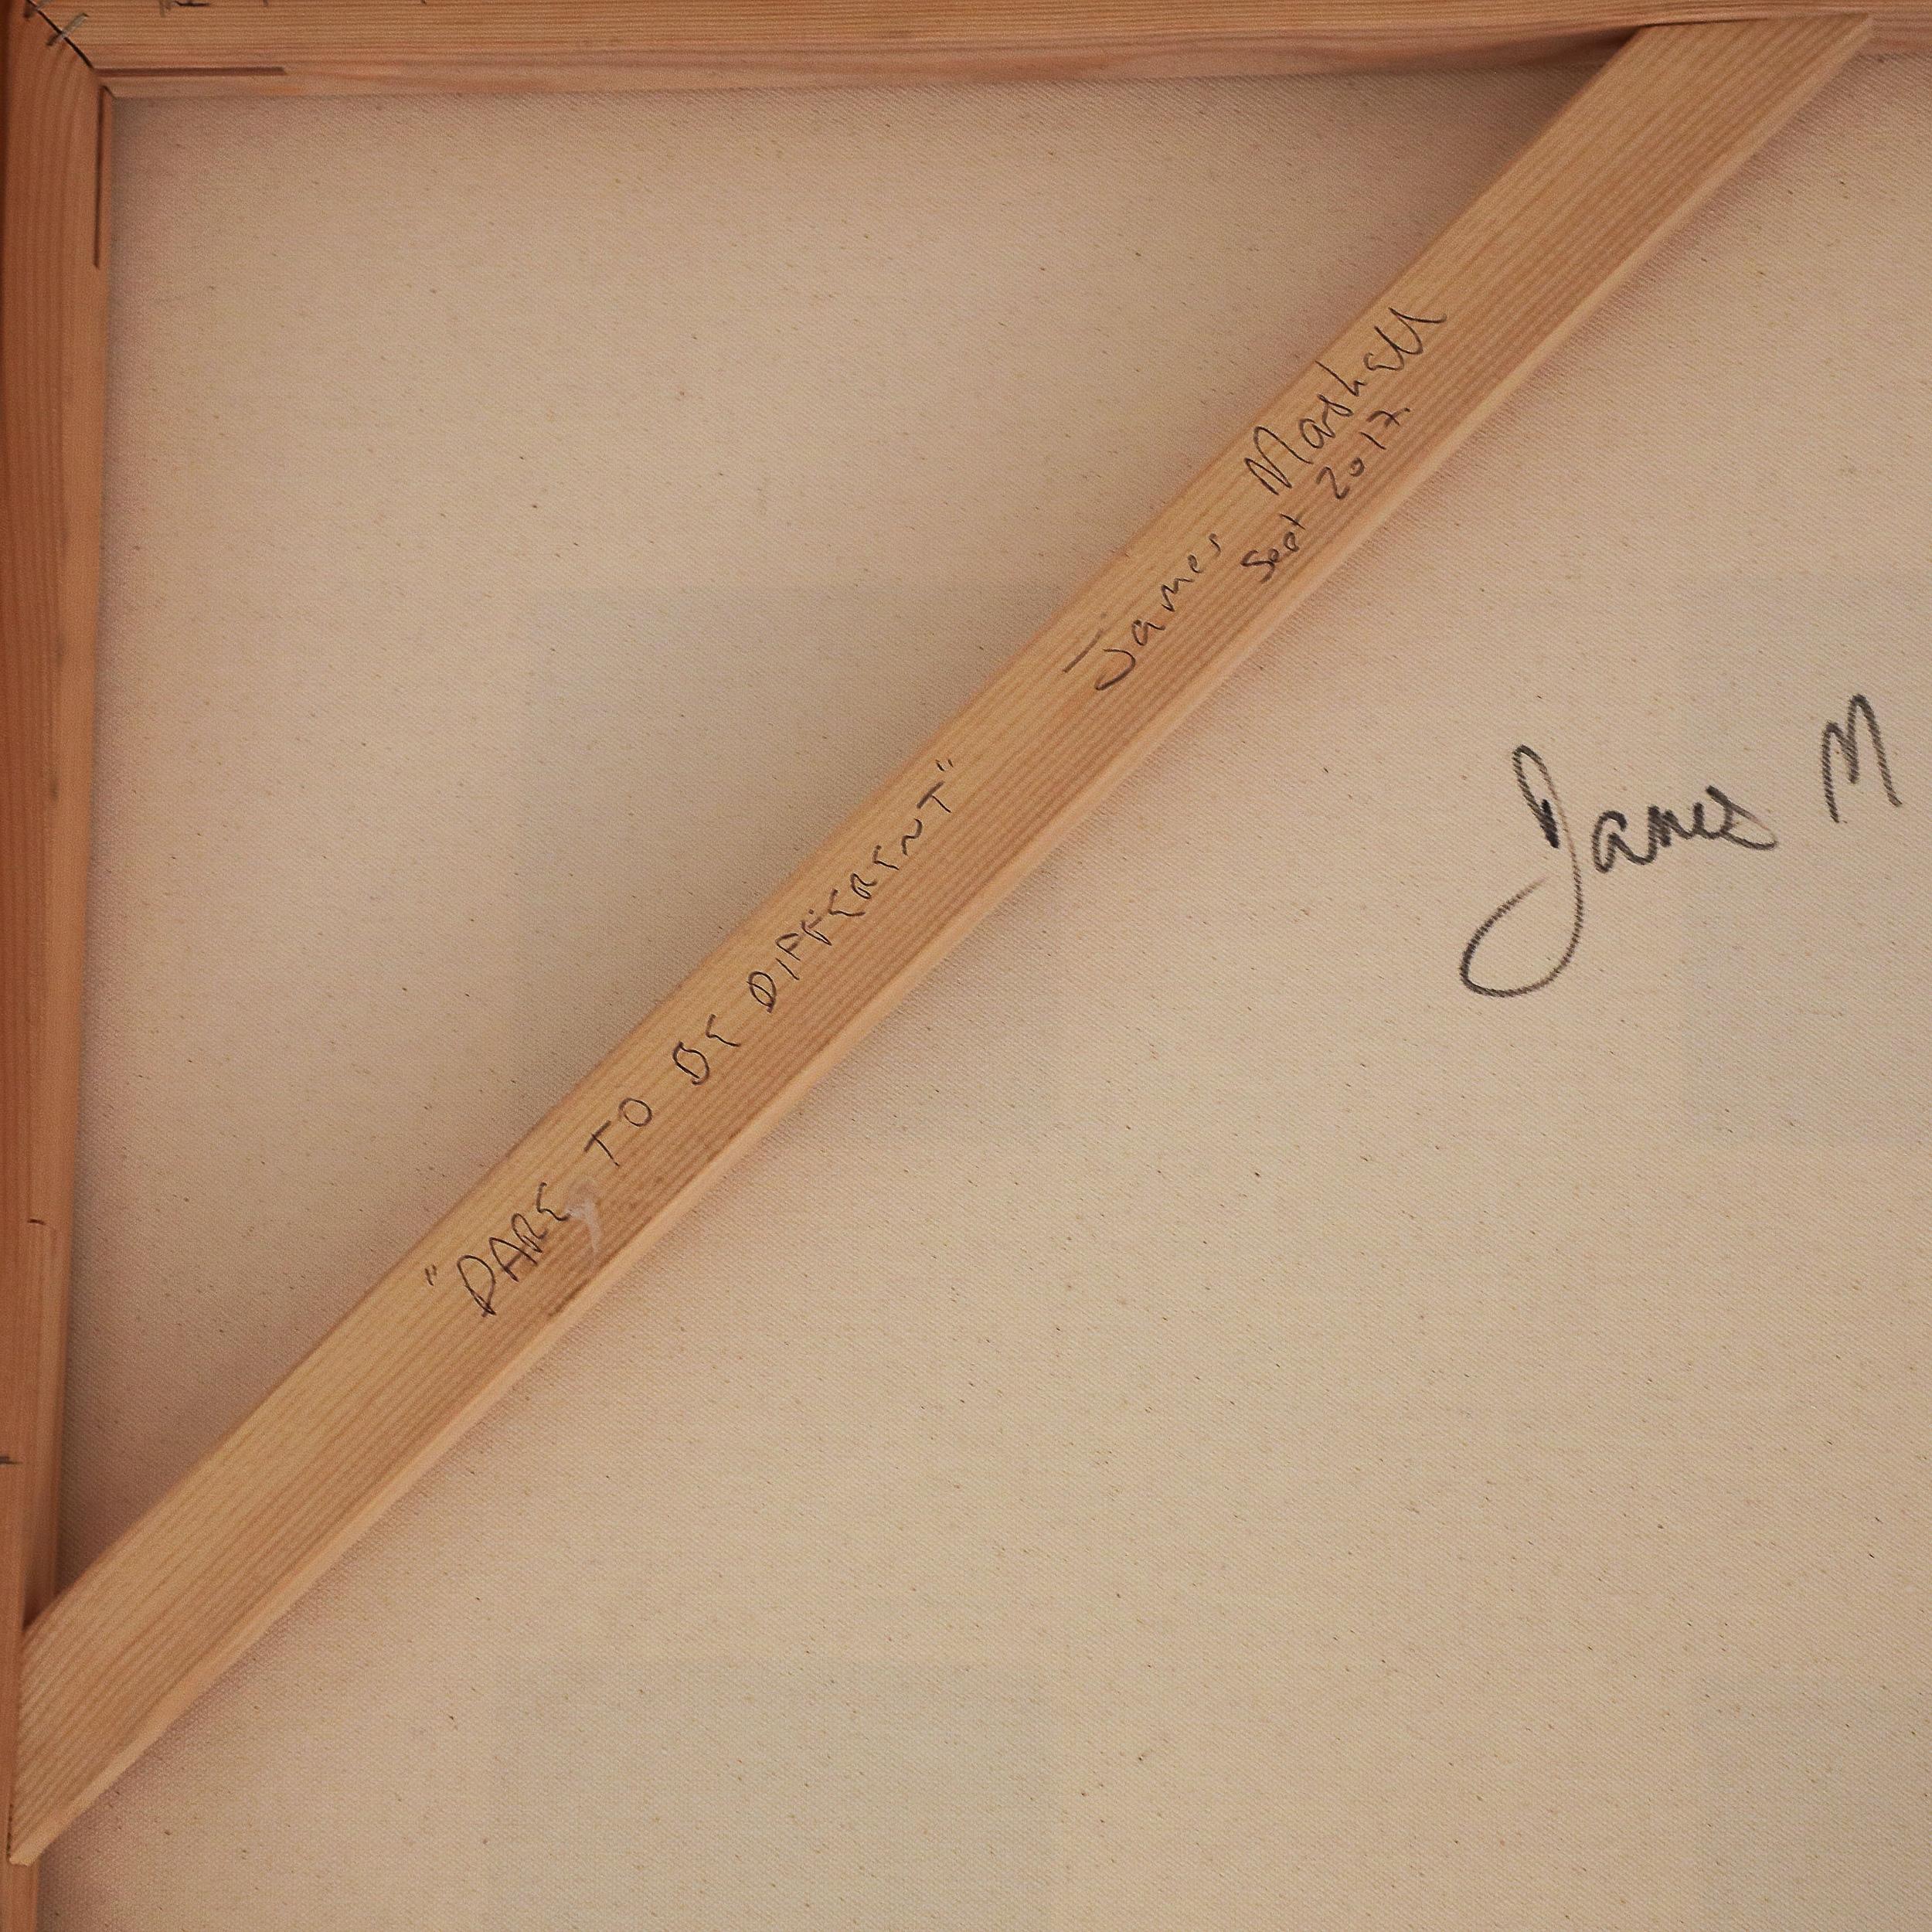 "DARE TO BE DIFFERENT"
James Marshall
Sept 2017.
James M